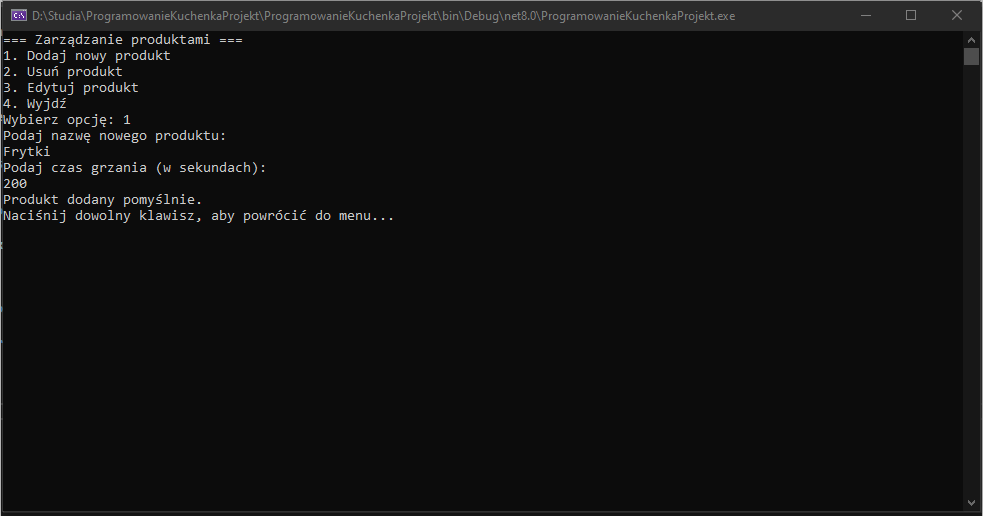 D:\Studia\ProgramowanieKuchenkaProjekt\ProgramowanieKuchenkaProjekt\bin\Debug\net8.0\ProgramowanieKuchenkaProjekt.exe
=== Zarządzanie produktami ===
1. Dodaj nowy produkt
2. Usuń produkt
3. Edytuj produkt
4. Wyjdź
Wybierz opcję: 1
Podaj nazwę nowego produktu:
Frytki
Podaj czas grzania (w sekundach):
200
Produkt dodany pomyślnie.
Naciśnij dowolny klawisz, aby powrócić do menu...